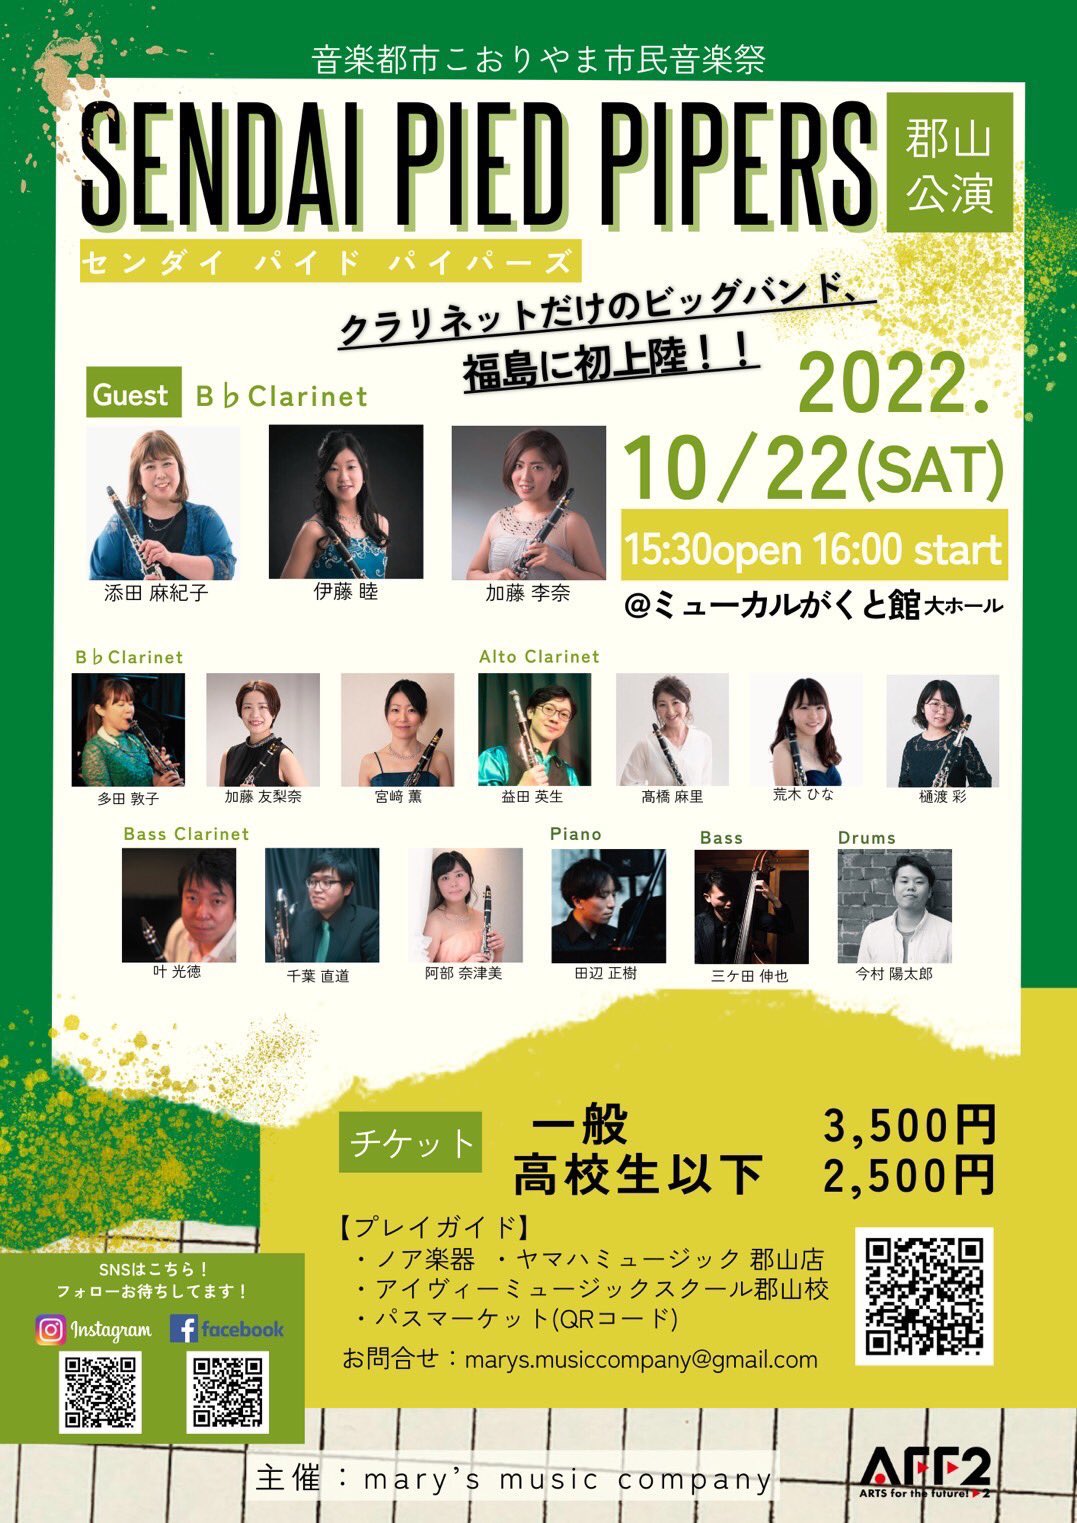 音楽都市こおりやま市民音楽祭
SENDAI PIED PIPERS
郡山
公演
センダイ パイド パイパーズ
クラリネットだけのビッグバンド、
福島に初上陸！！
Guest B♭Clarinet
2022.
10/22(SAT)
15:30open 16:00 start
@ミューカルがくと館大ホール
添田 麻紀子
伊藤 睦
加藤 李奈
B♭Clarinet
Alto Clarinet
多田 敦子
加藤 友梨奈
宮﨑 薫
益田 英生
髙橋 麻里
荒木 ひな
樋渡 彩
Bass Clarinet
Piano
Bass
Drums
叶 光徳
千葉 直道
阿部 奈津美
田辺 正樹
三ケ田 伸也
今村 陽太郎
チケット
一般 3,500円
高校生以下 2,500円
【プレイガイド】
・ノア楽器 ・ヤマハミュージック 郡山店
・アイヴィーミュージックスクール郡山校
・パスマーケット(QRコード)
お問合せ：marys.musiccompany@gmail.com
SNSはこちら！
フォローお待ちしてます！
Instagram
facebook
主催：mary's music company
AFF2
ARTS for the future! 2